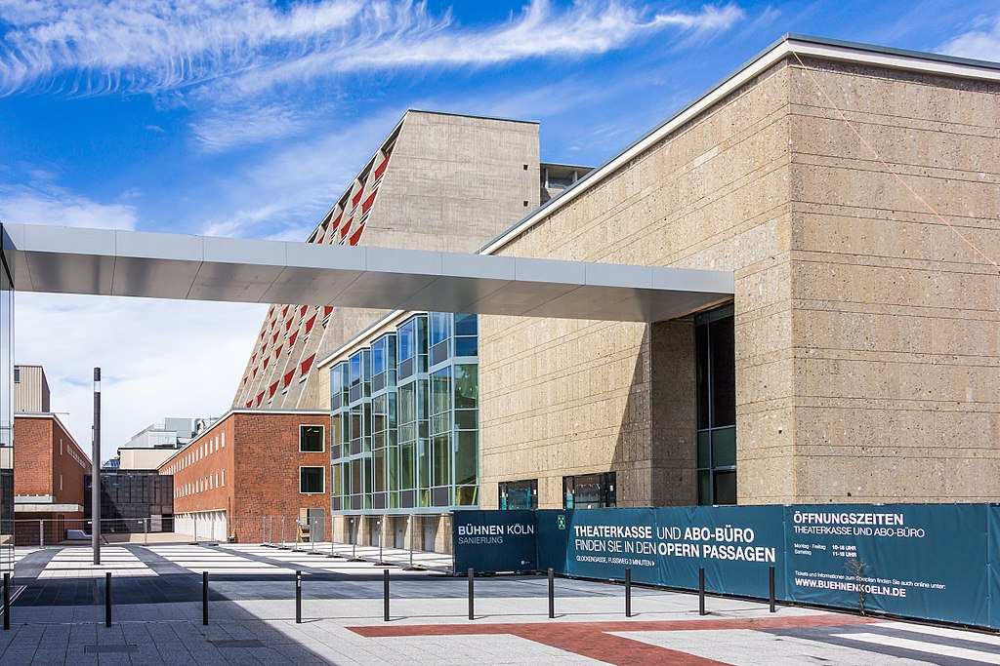 BÜHNEN KÖLN
SANIERUNG
THEATERKASSE UND ABO-BÜRO
FINDEN SIE IN DEN OPERN PASSAGEN
GLOCKENGASSE, FUSSWEG 3 MINUTEN
ÖFFNUNGSZEITEN
THEATERKASSE UND ABO-BÜRO
Montag - Freitag 10-18 UHR
Samstag 11-18 UHR
Tickets und Informationen zum Spielplan finden Sie auch online unter:
WWW.BUEHNENKOELN.DE